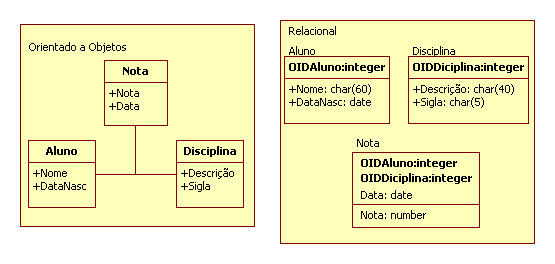 Orientado a Objetos
Nota
+Nota
+Data
Aluno
+Nome
+DataNasc
Disciplina
+Descrição
+Sigla
Relacional
Aluno
OIDAluno:integer
+Nome: char(60)
+DataNasc: date
Disciplina
OIDDiciplina:integer
+Descrição: char(40)
+Sigla: char(5)
Nota
OIDAluno:integer
OIDDiciplina:integer
Data: date
Nota: number